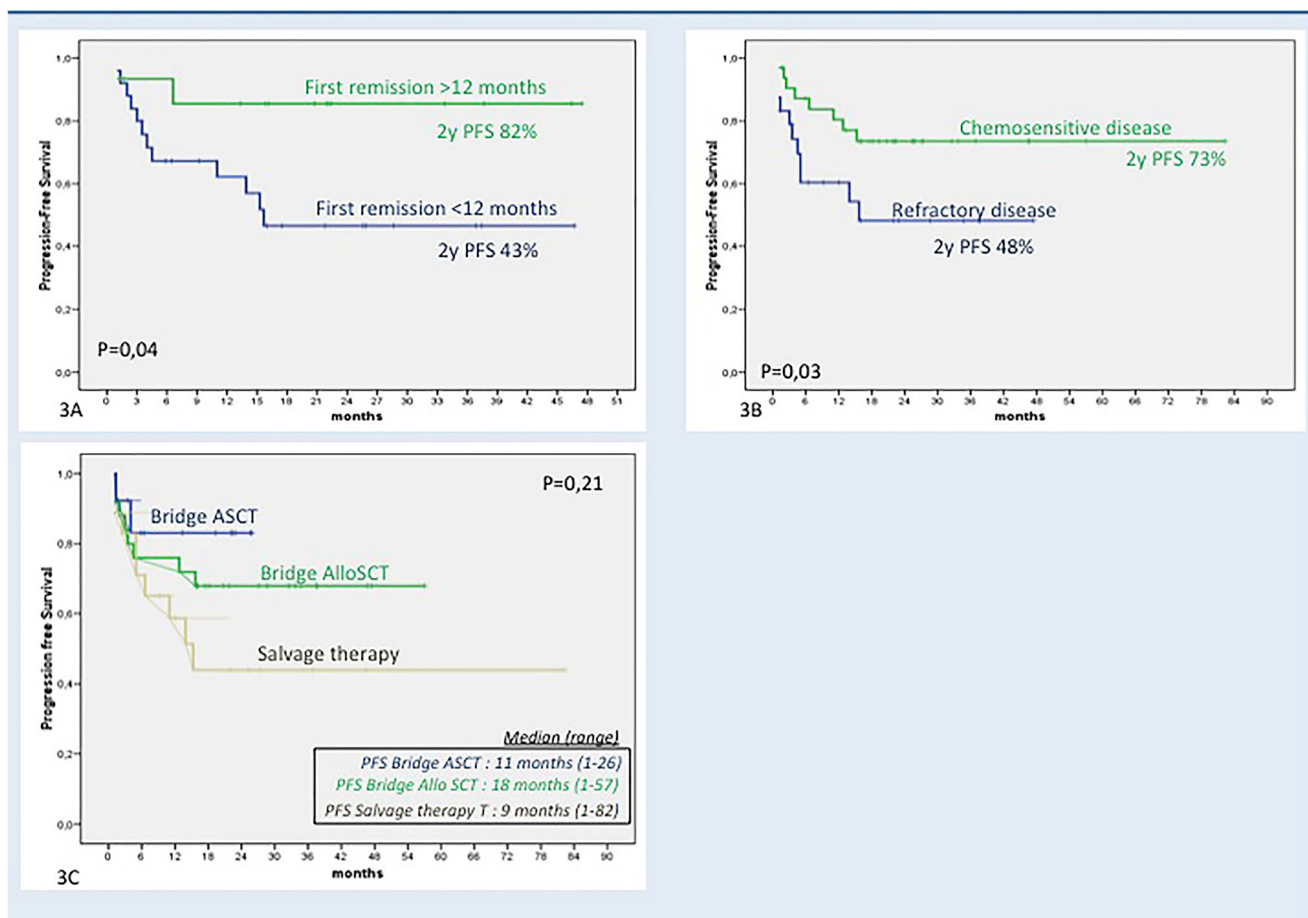 1,0
0,8
0,6
0,4
0,2
0,0
Progression-Free Survival
First remission >12 months
2y PFS 82%
First remission <12 months
2y PFS 43%
P=0,04
0 3 6 9 12 15 18 21 24 27 30 33 36 39 42 45 48 51
months
3A
1,0
0,8
0,6
0,4
0,2
0,0
Progression-Free Survival
Chemosensitive disease
2y PFS 73%
Refractory disease
2y PFS 48%
P=0,03
0 6 12 18 24 30 36 42 48 54 60 66 72 78 84 90
months
3B
1,0
0,8
0,6
0,4
0,2
0,0
Progression free Survival
P=0,21
Bridge ASCT
Bridge AlloSCT
Salvage therapy
Median (range)
PFS Bridge ASCT : 11 months (1-26)
PFS Bridge Allo SCT : 18 months (1-57)
PFS Salvage therapy T : 9 months (1-82)
0 6 12 18 24 30 36 42 48 54 60 66 72 78 84 90
months
3C